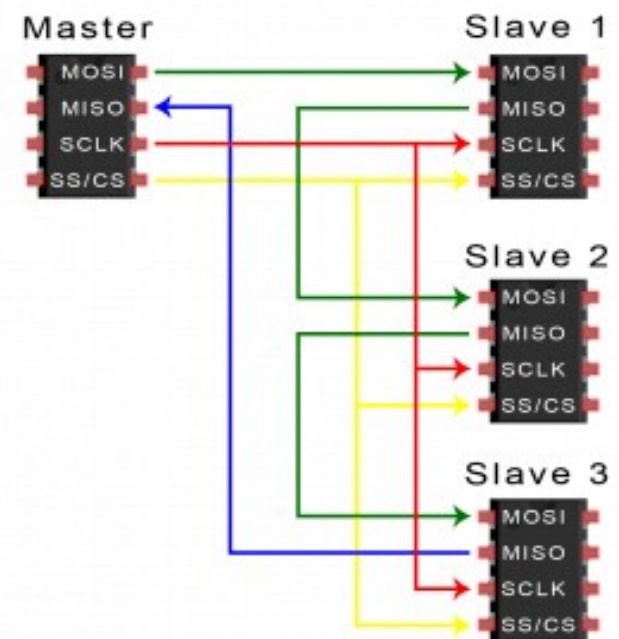 Master
MOSI
MISO
SCLK
SS/CS
Slave 1
MOSI
MISO
SCLK
SS/CS
Slave 2
MOSI
MISO
SCLK
SS/CS
Slave 3
MOSI
MISO
SCLK
SS/CS